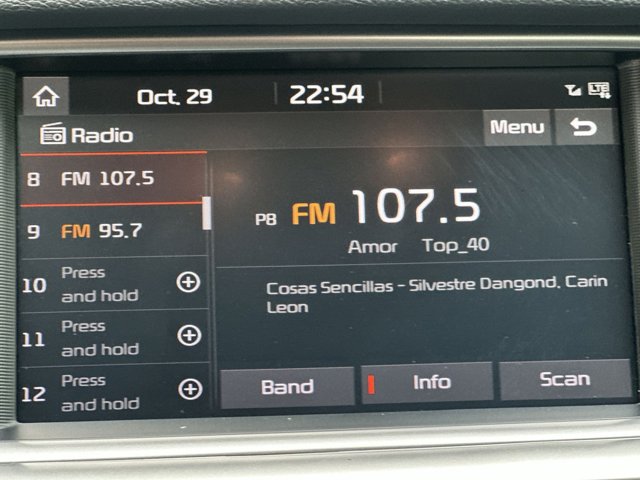 Oct. 29
22:54
LTE
Radio
Menu
8 FM 107.5
9 FM 95.7
10 Press
and hold
11 Press
and hold
12 Press
and hold
P8 FM 107.5
Amor Top_40
Cosas Sencillas - Silvestre Dangond, Carin
Leon
Band
Info
Scan